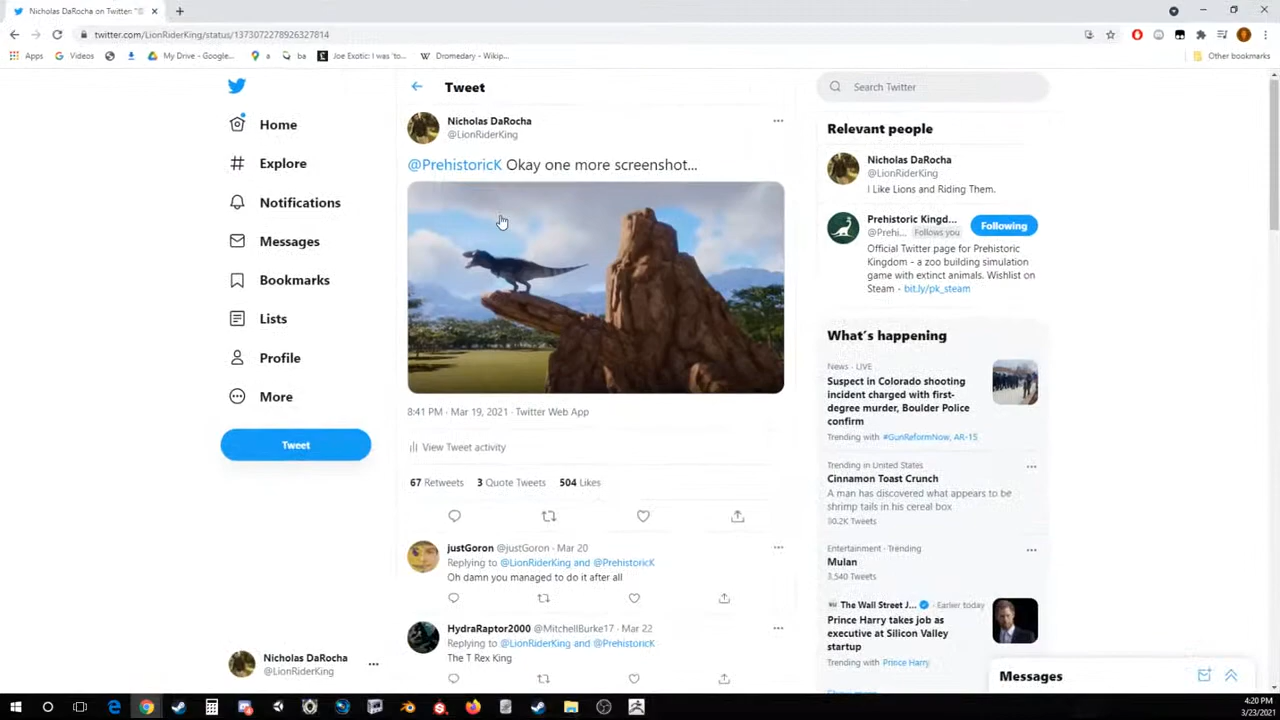 Nicholas DaRocha on Twitter: "@
twitter.com/LionRiderKing/status/1373072278926327814
Apps
Videos
My Drive - Google...
a
ba
Joe Exotic: I was 'to...
Dromedary - Wikip...
Other bookmarks
Home
Explore
Notifications
Messages
Bookmarks
Lists
Profile
More
Tweet
Nicholas DaRocha
@LionRiderKing
Tweet
Nicholas DaRocha
@LionRiderKing
@PrehistoricK Okay one more screenshot...
8:41 PM · Mar 19, 2021 · Twitter Web App
View Tweet activity
67 Retweets 3 Quote Tweets 504 Likes
justGoron @justGoron · Mar 20
Replying to @LionRiderKing and @PrehistoricK
Oh damn you managed to do it after all
HydraRaptor2000 @MitchellBurke17 · Mar 22
Replying to @LionRiderKing and @PrehistoricK
The T Rex King
Search Twitter
Relevant people
Nicholas DaRocha
@LionRiderKing
I Like Lions and Riding Them.
Prehistoric Kingd...
@Prehi... Follows you
Following
Official Twitter page for Prehistoric
Kingdom - a zoo building simulation
game with extinct animals. Wishlist on
Steam - bit.ly/pk_steam
What's happening
News · LIVE
Suspect in Colorado shooting
incident charged with first-
degree murder, Boulder Police
confirm
Trending with #GunReformNow, AR-15
Trending in United States
Cinnamon Toast Crunch
A man has discovered what appears to be
shrimp tails in his cereal box
80.2K Tweets
Entertainment · Trending
Mulan
3,540 Tweets
The Wall Street J... · Earlier today
Prince Harry takes job as
executive at Silicon Valley
startup
Trending with Prince Harry
Messages
4:20 PM
3/23/2021